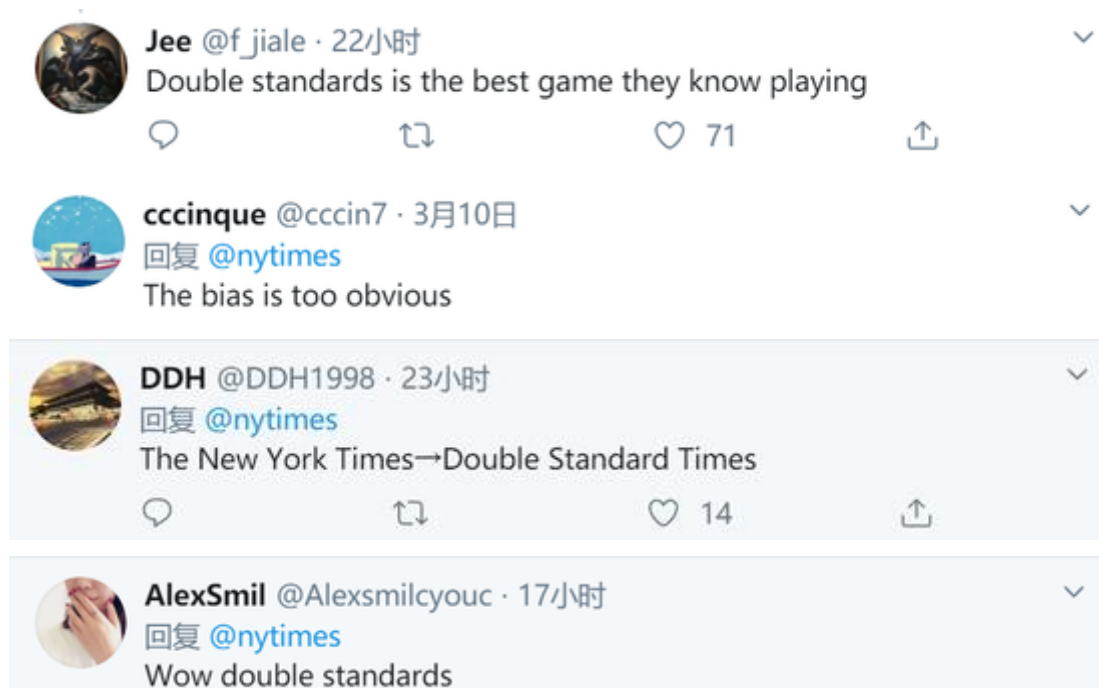 Jee @f_jiale · 22小时
Double standards is the best game they know playing
71
cccinque @cccin7 · 3月10日
回复 @nytimes
The bias is too obvious
DDH @DDH1998 · 23小时
回复 @nytimes
The New York Times→Double Standard Times
14
AlexSmil @Alexsmilcyouc · 17小时
回复 @nytimes
Wow double standards